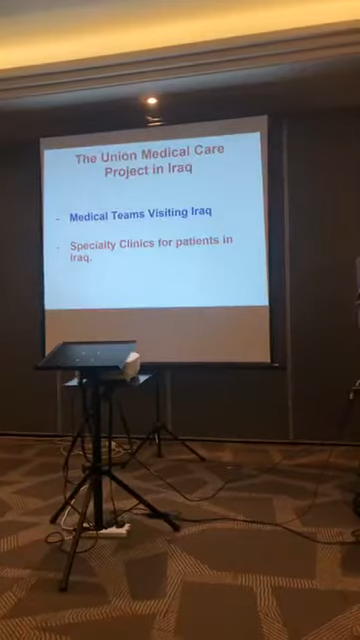 The Union Medical Care
Project in Iraq
- Medical Teams Visiting Iraq
- Specialty Clinics for patients in
Iraq.